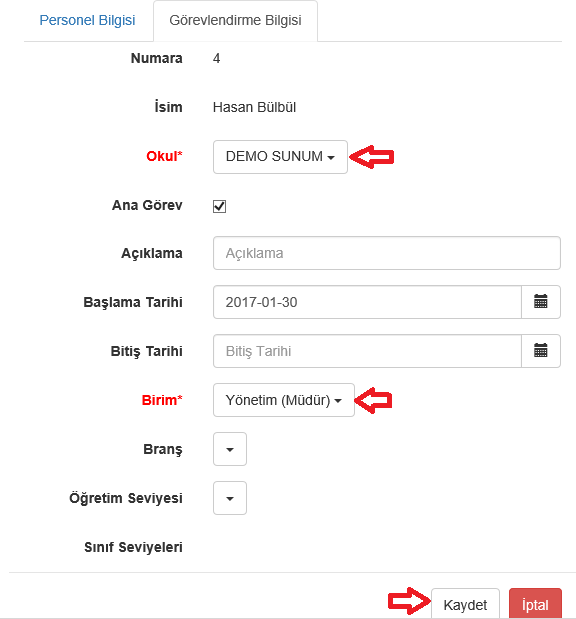 Personel Bilgisi Görevlendirme Bilgisi
Numara 4
İsim Hasan Bülbül
Okul* DEMO SUNUM
Ana Görev
Açıklama Açıklama
Başlama Tarihi 2017-01-30
Bitiş Tarihi Bitiş Tarihi
Birim* Yönetim (Müdür)
Branş
Öğretim Seviyesi
Sınıf Seviyeleri
Kaydet İptal